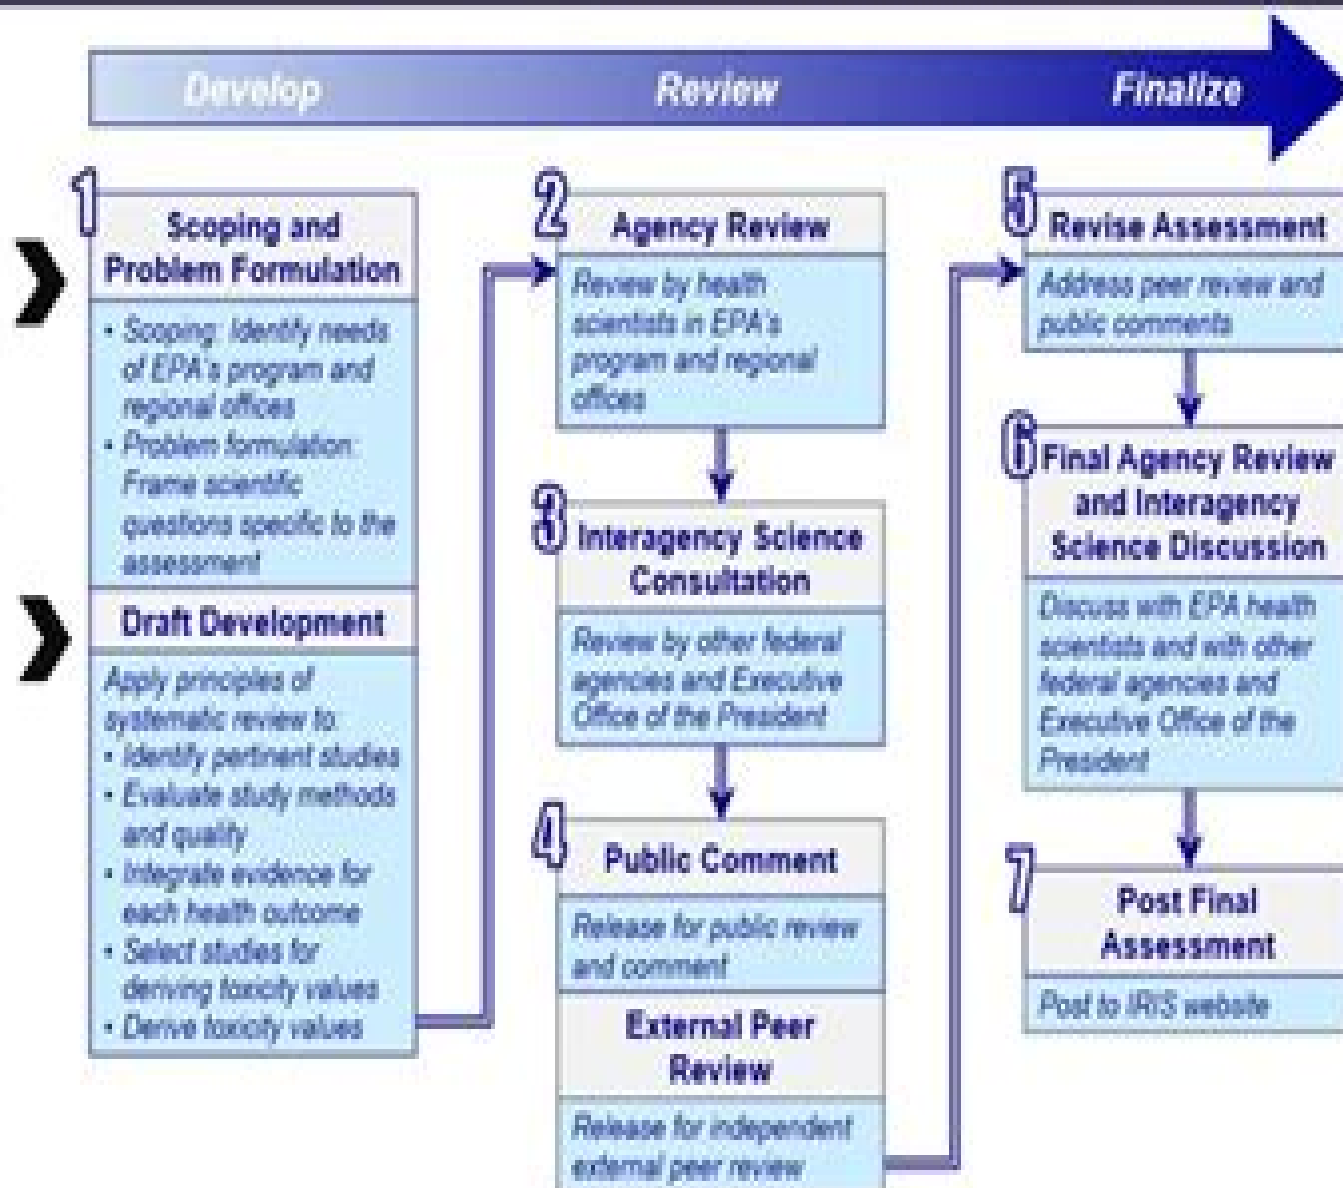 Develop
Review
Finalize
1
Scoping and
Problem Formulation
• Scoping: Identify needs
of EPA's program and
regional offices
• Problem formulation:
Frame scientific
questions specific to the
assessment
Draft Development
Apply principles of
systematic review to:
• Identify pertinent studies
• Evaluate study methods
and quality
• Integrate evidence for
each health outcome
• Select studies for
deriving toxicity values
• Derive toxicity values
2
Agency Review
Review by health
scientists in EPA's
program and regional
offices
3
Interagency Science
Consultation
Review by other federal
agencies and Executive
Office of the President
4
Public Comment
Release for public review
and comment
External Peer
Review
Release for independent
external peer review
5
Revise Assessment
Address peer review and
public comments
6
Final Agency Review
and Interagency
Science Discussion
Discuss with EPA health
scientists and with other
federal agencies and
Executive Office of the
President
7
Post Final
Assessment
Post to IRIS website